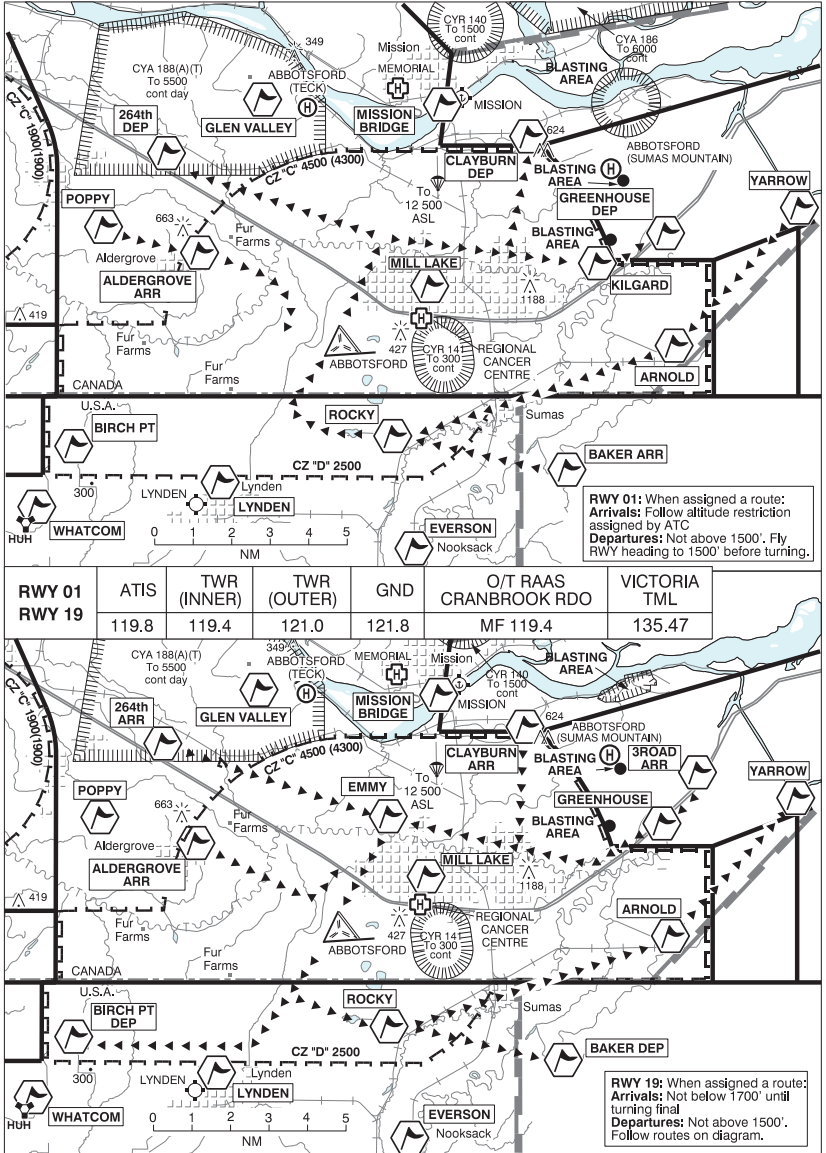 349
CYR 140
To 1500
cont
CYA 186
To 6000
cont
Mission
MEMORIAL
BLASTING
AREA
CYA 188(A)(T)
To 5500
cont day
ABBOTSFORD
(TECK)
H
264th
DEP
GLEN VALLEY
MISSION
BRIDGE
MISSION
CZ "C" 1900(1900)
CZ "C" 4500 (4300)
CLAYBURN
DEP
624
ABBOTSFORD
(SUMAS MOUNTAIN)
H
BLASTING
AREA
YARROW
POPPY
To
12 500
ASL
GREENHOUSE
DEP
663
Fur
Farms
BLASTING
AREA
Aldergrove
ALDERGROVE
ARR
MILL LAKE
KILGARD
1188
419
H
427
CYR 141
To 300
cont
REGIONAL
CANCER
CENTRE
Fur
Farms
ABBOTSFORD
Fur
Farms
ARNOLD
CANADA
U.S.A.
BIRCH PT
ROCKY
Sumas
BAKER ARR
CZ "D" 2500
300
LYNDEN
Lynden
LYNDEN
HUH
WHATCOM
0 1 2 3 4 5
NM
EVERSON
Nooksack
RWY 01: When assigned a route:
Arrivals: Follow altitude restriction
assigned by ATC
Departures: Not above 1500'. Fly
RWY heading to 1500' before turning.
RWY 01
RWY 19
ATIS
TWR
(INNER)
TWR
(OUTER)
GND
O/T RAAS
CRANBROOK RDO
VICTORIA
TML
119.8
119.4
121.0
121.8
MF 119.4
135.47
349
CYA 188(A)(T)
To 5500
cont day
ABBOTSFORD
(TECK)
H
MEMORIAL
Mission
CYR 140
To 1500
cont
BLASTING
AREA
264th
ARR
GLEN VALLEY
MISSION
BRIDGE
MISSION
CZ "C" 1900(1900)
CZ "C" 4500 (4300)
CLAYBURN
ARR
624
ABBOTSFORD
(SUMAS MOUNTAIN)
H
BLASTING
AREA
3ROAD
ARR
YARROW
POPPY
EMMY
To
12 500
ASL
GREENHOUSE
663
Fur
Farms
BLASTING
AREA
Aldergrove
ALDERGROVE
ARR
MILL LAKE
1188
419
H
427
CYR 141
To 300
cont
REGIONAL
CANCER
CENTRE
Fur
Farms
ABBOTSFORD
Fur
Farms
ARNOLD
CANADA
U.S.A.
BIRCH PT
DEP
ROCKY
Sumas
BAKER DEP
CZ "D" 2500
300
LYNDEN
Lynden
LYNDEN
HUH
WHATCOM
0 1 2 3 4 5
NM
EVERSON
Nooksack
RWY 19: When assigned a route:
Arrivals: Not below 1700' until
turning final
Departures: Not above 1500'.
Follow routes on diagram.